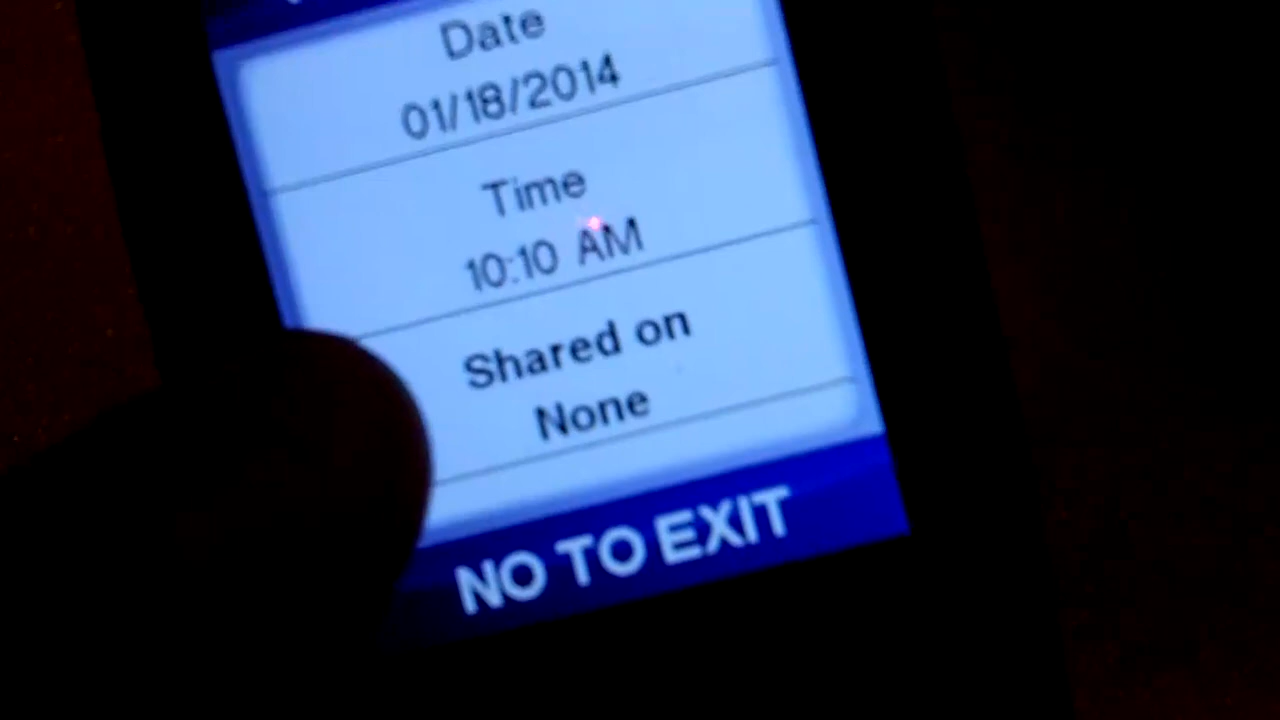 Date
01/18/2014
Time
10:10 AM
Shared on
None
NO TO EXIT